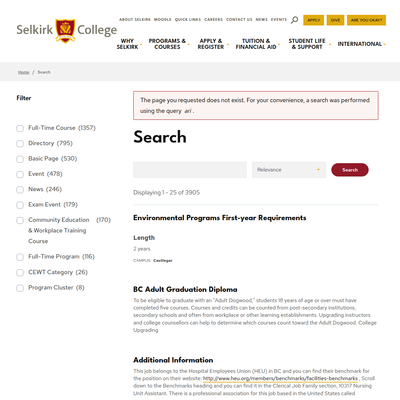 ABOUT SELKIRK MOODLE QUICK LINKS CAREERS CONTACT US NEWS EVENTS APPLY GIVE ARE YOU OKAY?
Selkirk College
WHY SELKIRK PROGRAMS & COURSES APPLY & REGISTER TUITION & FINANCIAL AID STUDENT LIFE & SUPPORT INTERNATIONAL
Home / Search
Filter
Full-Time Course (1357)
Directory (795)
Basic Page (530)
Event (478)
News (246)
Exam Event (179)
Community Education (170)
& Workplace Training
Course
Full-Time Program (116)
CEWT Category (26)
Program Cluster (8)
The page you requested does not exist. For your convenience, a search was performed
using the query ari .
Search
Relevance Search
Displaying 1 - 25 of 3905
Environmental Programs First-year Requirements
Length
2 years
CAMPUS: Castlegar
BC Adult Graduation Diploma
To be eligible to graduate with an "Adult Dogwood," students 18 years of age or over must have
completed five courses. Courses and credits can be counted from post-secondary institutions,
secondary schools and often from workplace or other learning establishments. Upgrading instructors
and college counsellors can help to determine which courses count toward the Adult Dogwood. College
Upgrading
Additional Information
This job belongs to the Hospital Employees Union (HEU) in BC and you can find their benchmark for
the position on their website: http://www.heu.org/members/benchmarks/facilities-benchmarks , Scroll
down to the Benchmarks heading and you can find it in the Clerical Job Family section, 10317 Nursing
Unit Assistant. There is a professional association for this job based in the United States called